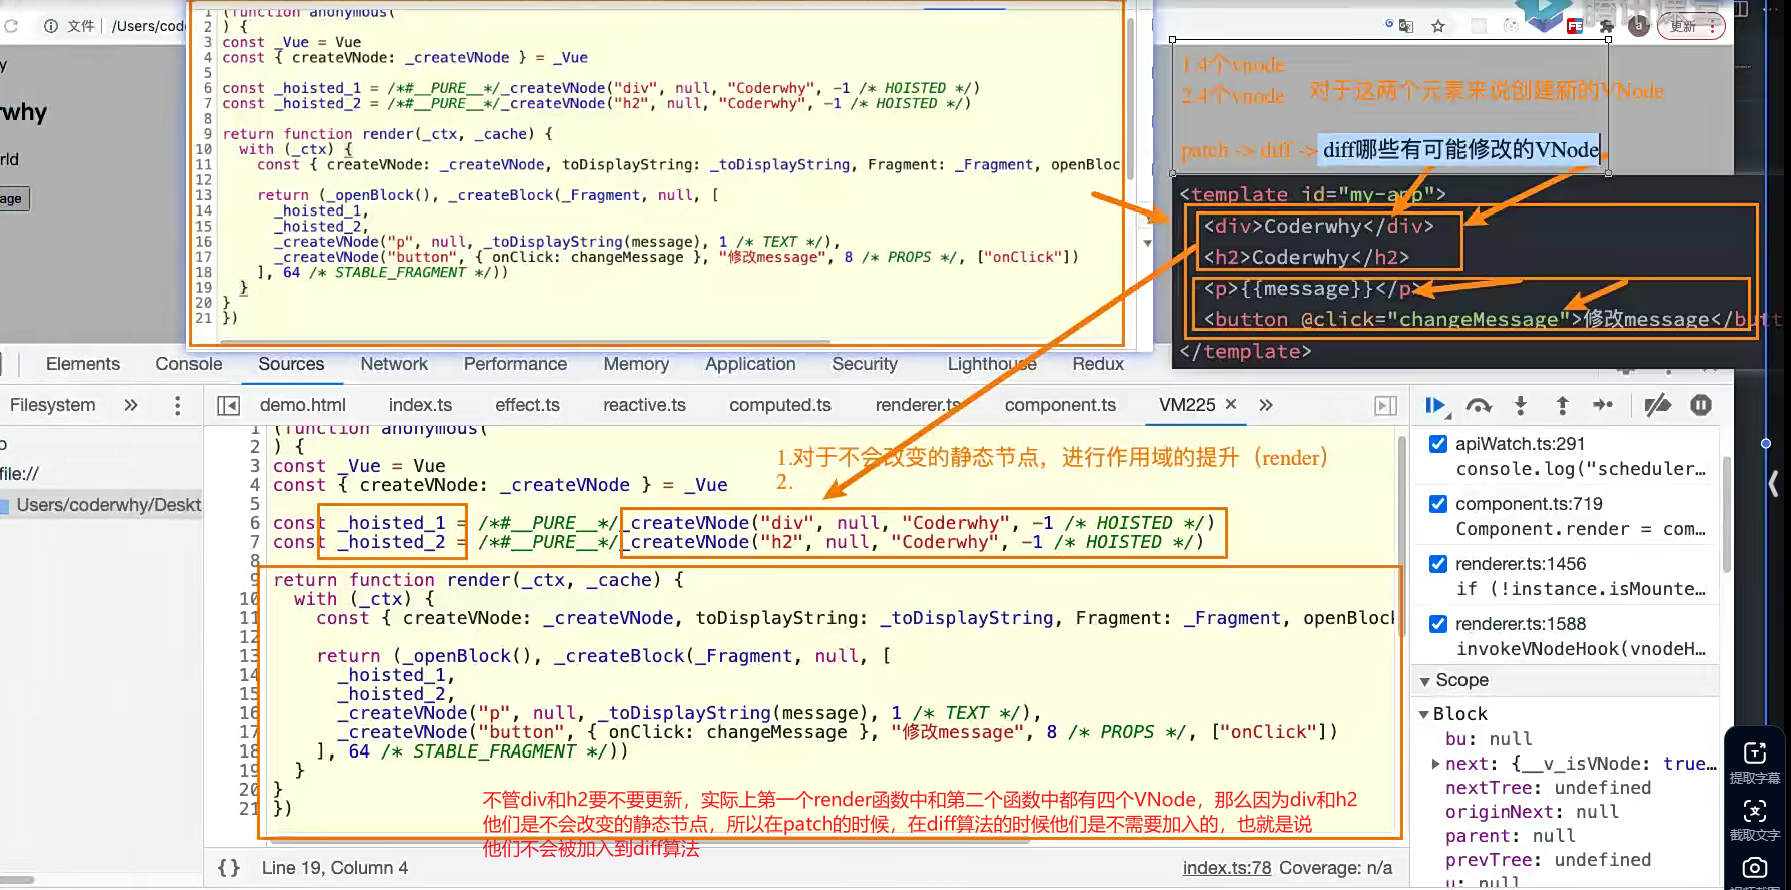 (function anonymous(
1
2 ) {
3 const _Vue = Vue
4 const { createVNode: _createVNode } = _Vue
5
6 const _hoisted_1 = /*#__PURE__*/_createVNode("div", null, "Coderwhy", -1 /* HOISTED */)
7 const _hoisted_2 = /*#__PURE__*/_createVNode("h2", null, "Coderwhy", -1 /* HOISTED */)
8
9 return function render(_ctx, _cache) {
10 with (_ctx) {
11 const { createVNode: _createVNode, toDisplayString: _toDisplayString, Fragment: _Fragment, openBloc
12
13 return (_openBlock(), _createBlock(_Fragment, null, [
14 _hoisted_1,
15 _hoisted_2,
16 _createVNode("p", null, _toDisplayString(message), 1 /* TEXT */),
17 _createVNode("button", { onClick: changeMessage }, "修改message", 8 /* PROPS */, ["onClick"])
18 ], 64 /* STABLE_FRAGMENT */))
19 }
20 }
21 })
文件 /Users/code
y
rwhy
rld
age
更新
a
1.4个vnode
2.4个vnode 对于这两个元素来说创建新的VNode
patch -> diff -> diff哪些有可能修改的VNode
<template id="my-app">
<div>Coderwhy</div>
<h2>Coderwhy</h2>
<p>{{message}}</p>
<button @click="changeMessage">修改message</butt
</template>
Elements Console Sources Network Performance Memory Application Security Lighthouse Redux
Filesystem » demo.html index.ts effect.ts reactive.ts computed.ts renderer.ts component.ts VM225 × »
o
file://
Users/coderwhy/Deskt
1 (function anonymous(
2 ) {
3 const _Vue = Vue
4 const { createVNode: _createVNode } = _Vue
5
6 const _hoisted_1 = /*#__PURE__*/_createVNode("div", null, "Coderwhy", -1 /* HOISTED */)
7 const _hoisted_2 = /*#__PURE__*/_createVNode("h2", null, "Coderwhy", -1 /* HOISTED */)
8
9 return function render(_ctx, _cache) {
10 with (_ctx) {
11 const { createVNode: _createVNode, toDisplayString: _toDisplayString, Fragment: _Fragment, openBlock
12
13 return (_openBlock(), _createBlock(_Fragment, null, [
14 _hoisted_1,
15 _hoisted_2,
16 _createVNode("p", null, _toDisplayString(message), 1 /* TEXT */),
17 _createVNode("button", { onClick: changeMessage }, "修改message", 8 /* PROPS */, ["onClick"])
18 ], 64 /* STABLE_FRAGMENT */))
19 }
20 }
21 })
1.对于不会改变的静态节点，进行作用域的提升（render）
2.
不管div和h2要不要更新，实际上第一个render函数中和第二个函数中都有四个VNode，那么因为div和h2
他们是不会改变的静态节点，所以在patch的时候，在diff算法的时候他们是不需要加入的，也就是说
他们不会被加入到diff算法
{} Line 19, Column 4 index.ts:78 Coverage: n/a
apiWatch.ts:291
console.log("scheduler…
component.ts:719
Component.render = com…
renderer.ts:1456
if (!instance.isMounte…
renderer.ts:1588
invokeVNodeHook(vnodeH…
Scope
Block
bu: null
next: {__v_isVNode: true…
nextTree: undefined
originNext: null
parent: null
prevTree: undefined
u: null
提取字幕
截取文字